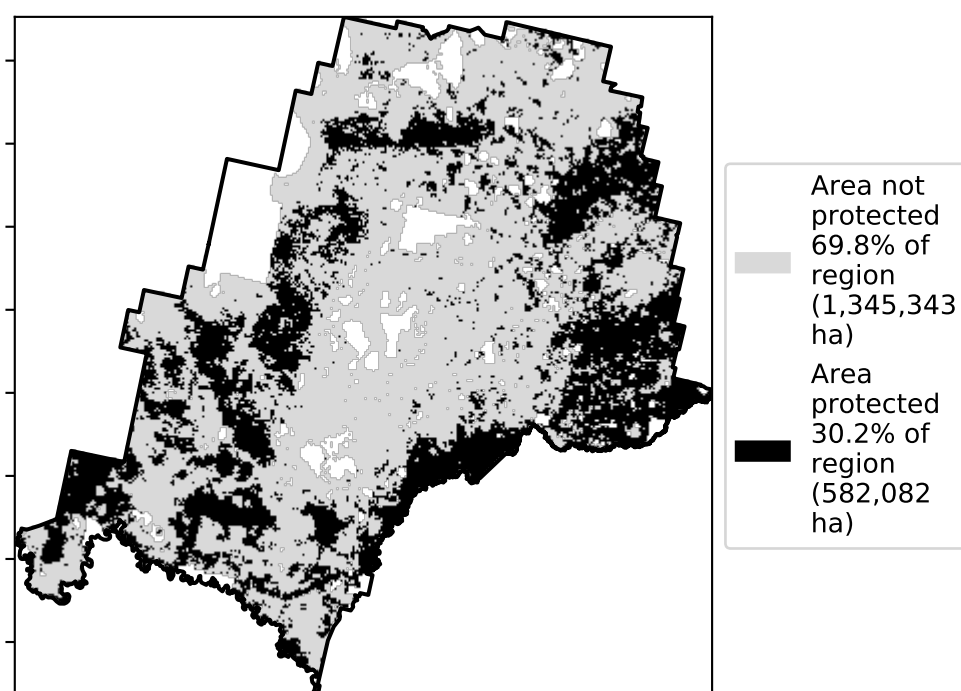 Area not
protected
69.8% of
region
(1,345,343
ha)
Area
protected
30.2% of
region
(582,082
ha)